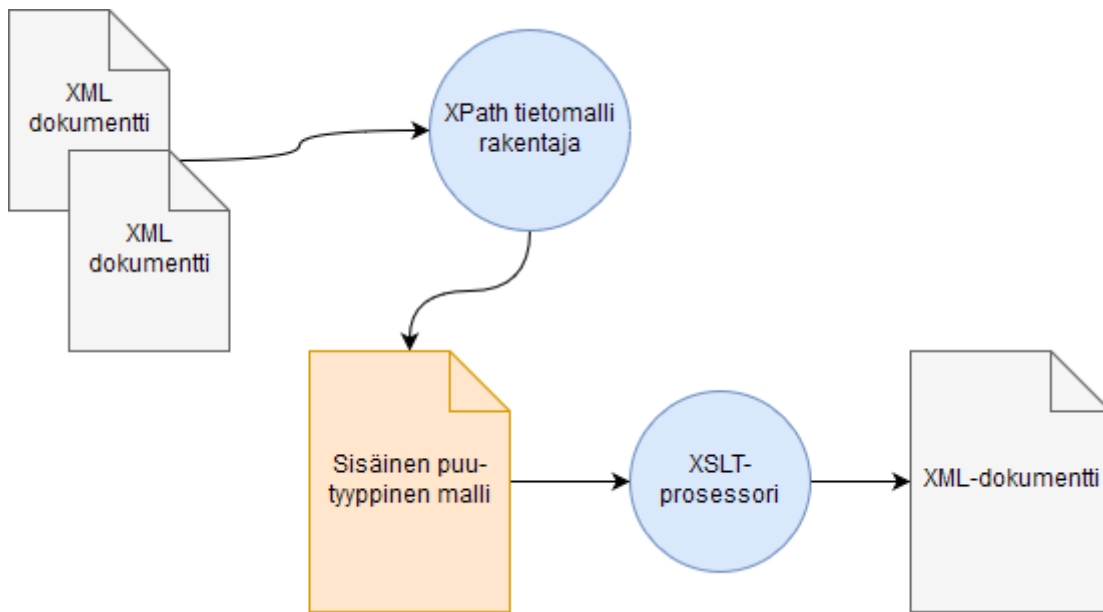 XML
dokumentti
XML
dokumentti
XPath tietomalli
rakentaja
Sisäinen puu-
tyyppinen malli
XSLT-
prosessori
XML-dokumentti